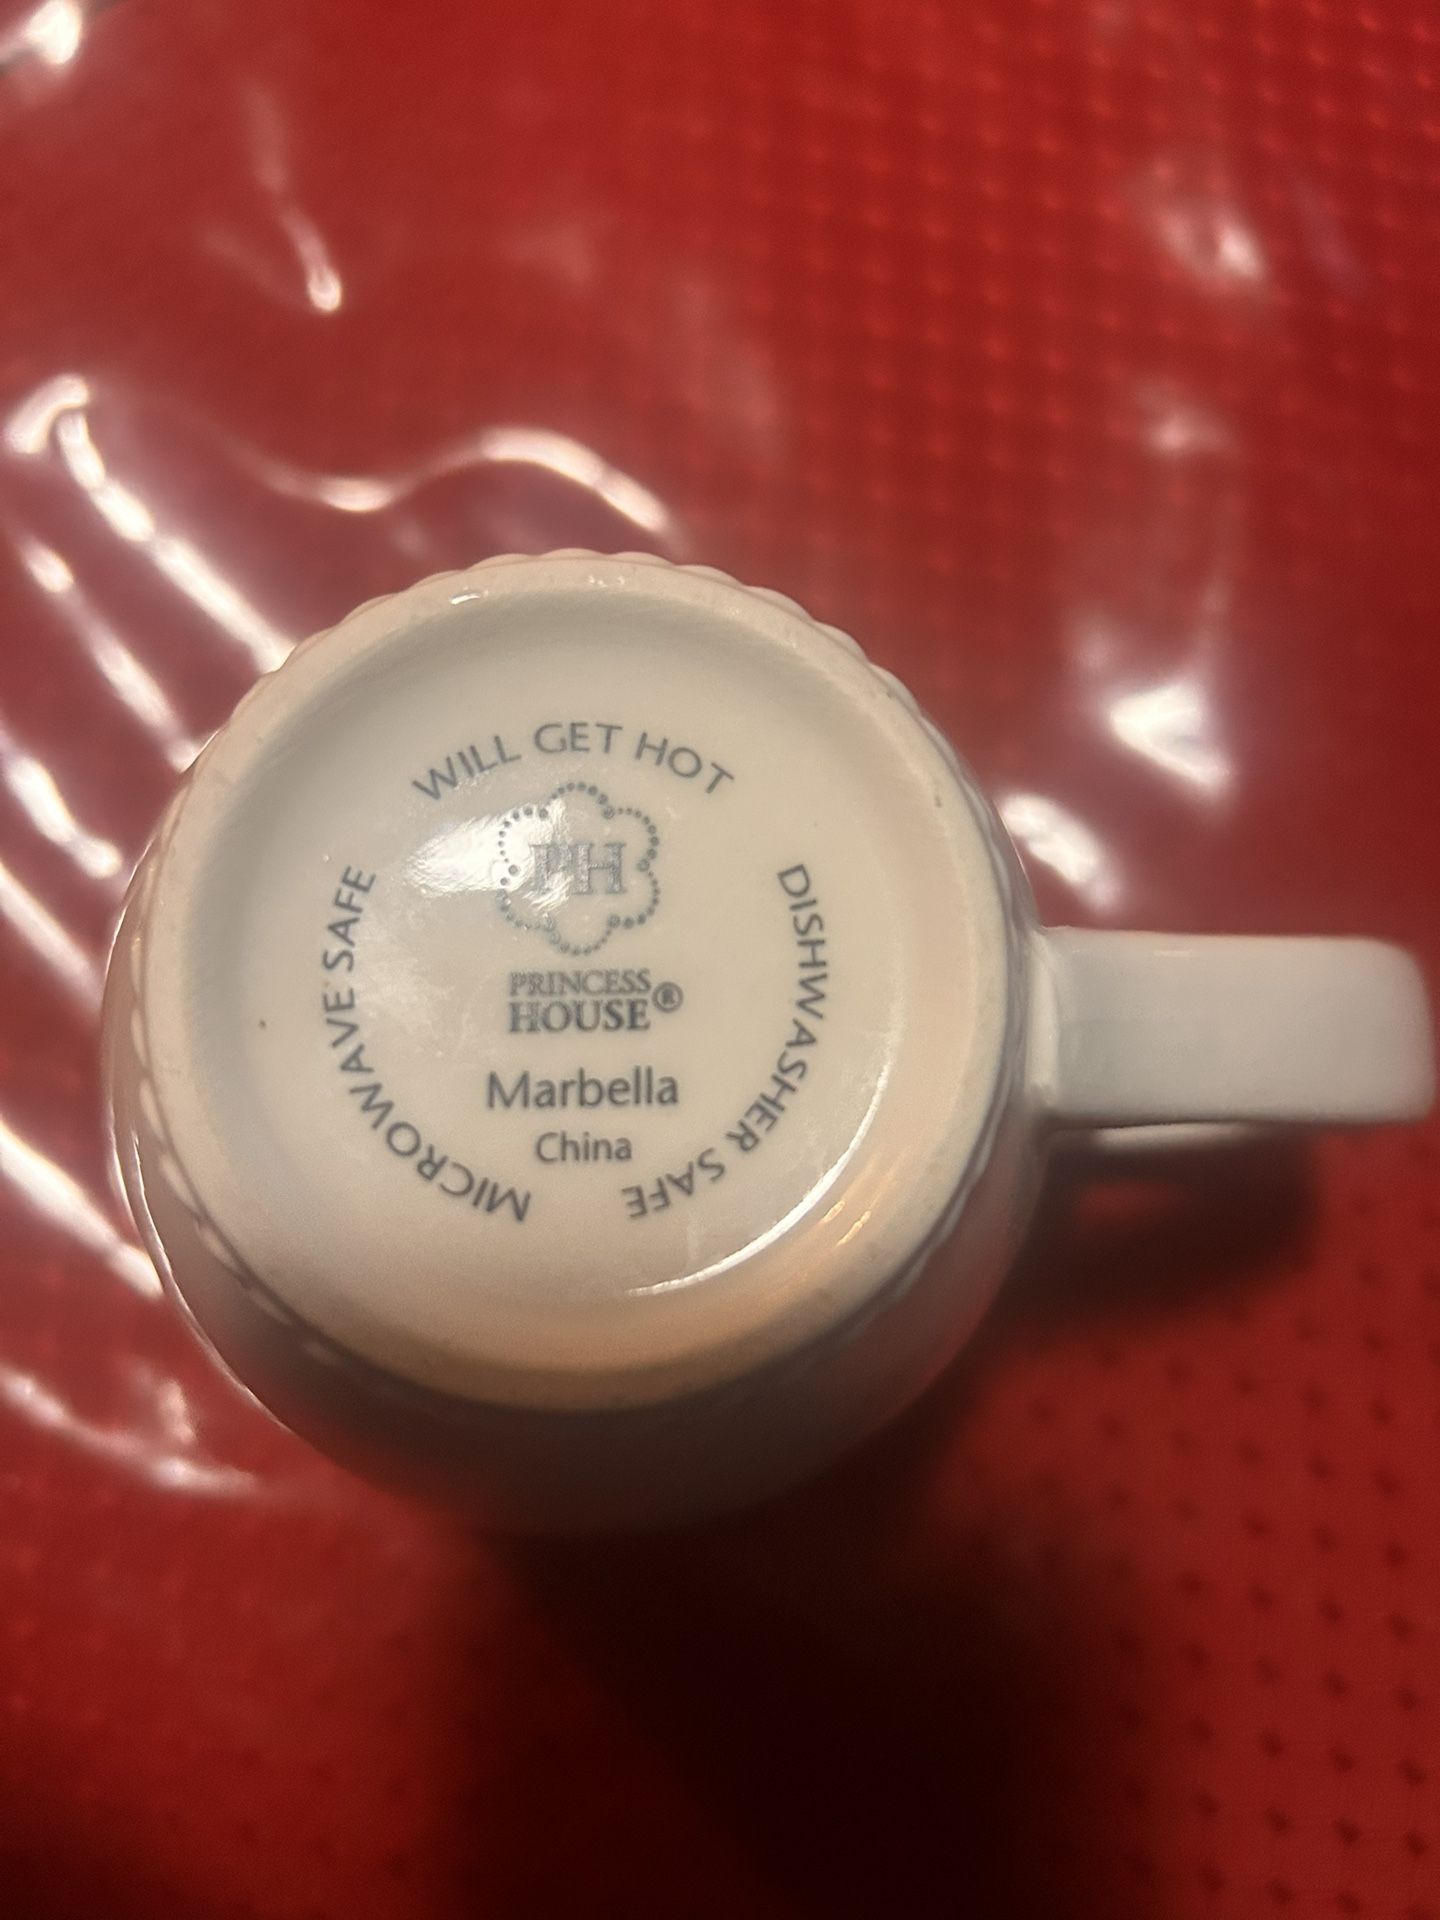 WILL GET HOT
PH
PRINCESS
HOUSE®
Marbella
China
MICROWAVE SAFE
DISHWASHER SAFE